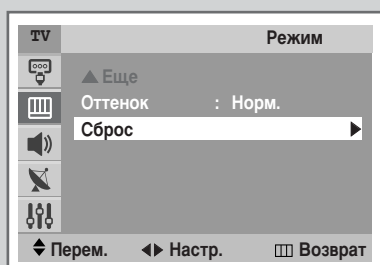 TV Режим
▲ Еще
Оттенок : Норм.
Сброс ▶
Перем. Настр. Возврат